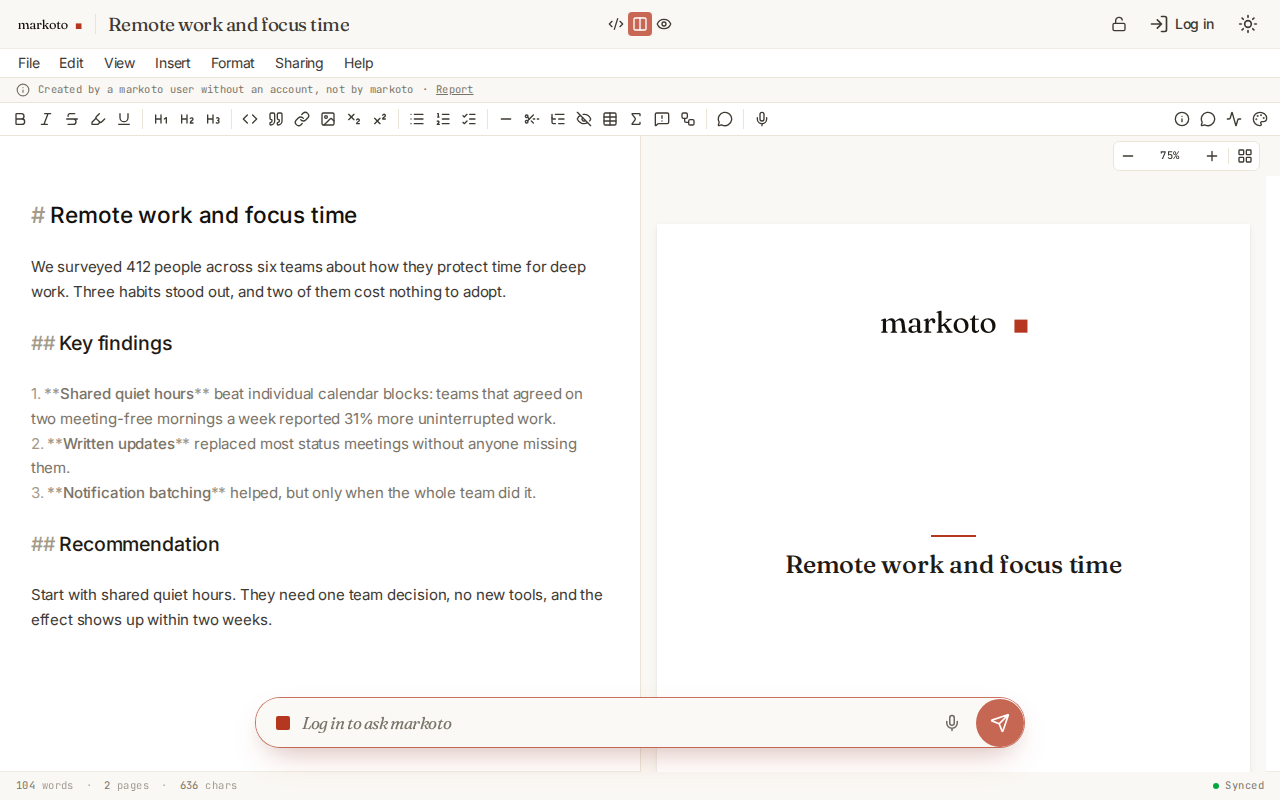 markoto
Remote work and focus time
Log in
File Edit View Insert Format Sharing Help
Created by a markoto user without an account, not by markoto · Report
H1 H2 H3
75%
# Remote work and focus time
We surveyed 412 people across six teams about how they protect time for deep
work. Three habits stood out, and two of them cost nothing to adopt.
## Key findings
1. **Shared quiet hours** beat individual calendar blocks: teams that agreed on
two meeting-free mornings a week reported 31% more uninterrupted work.
2. **Written updates** replaced most status meetings without anyone missing
them.
3. **Notification batching** helped, but only when the whole team did it.
## Recommendation
Start with shared quiet hours. They need one team decision, no new tools, and the
effect shows up within two weeks.
markoto
Remote work and focus time
Log in to ask markoto
104 words · 2 pages · 636 chars
Synced